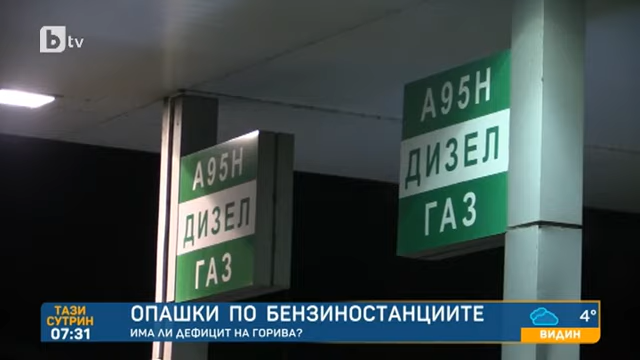 btv
А95Н
ДИЗЕЛ
ГАЗ
А95Н
ДИЗЕЛ
ГАЗ
ТАЗИ
СУТРИН
07:31
ОПАШКИ ПО БЕНЗИНОСТАНЦИИТЕ
ИМА ЛИ ДЕФИЦИТ НА ГОРИВА?
4°
ВИДИН